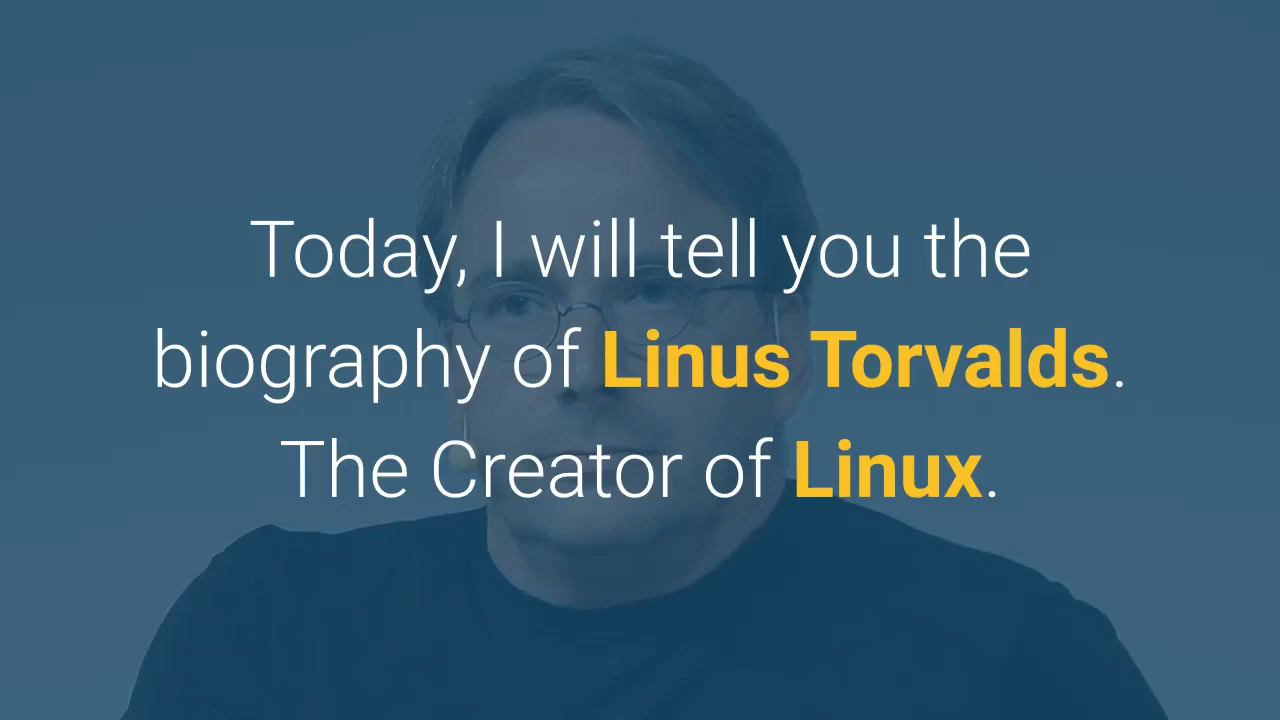 Today, I will tell you the
biography of Linus Torvalds.
The Creator of Linux.